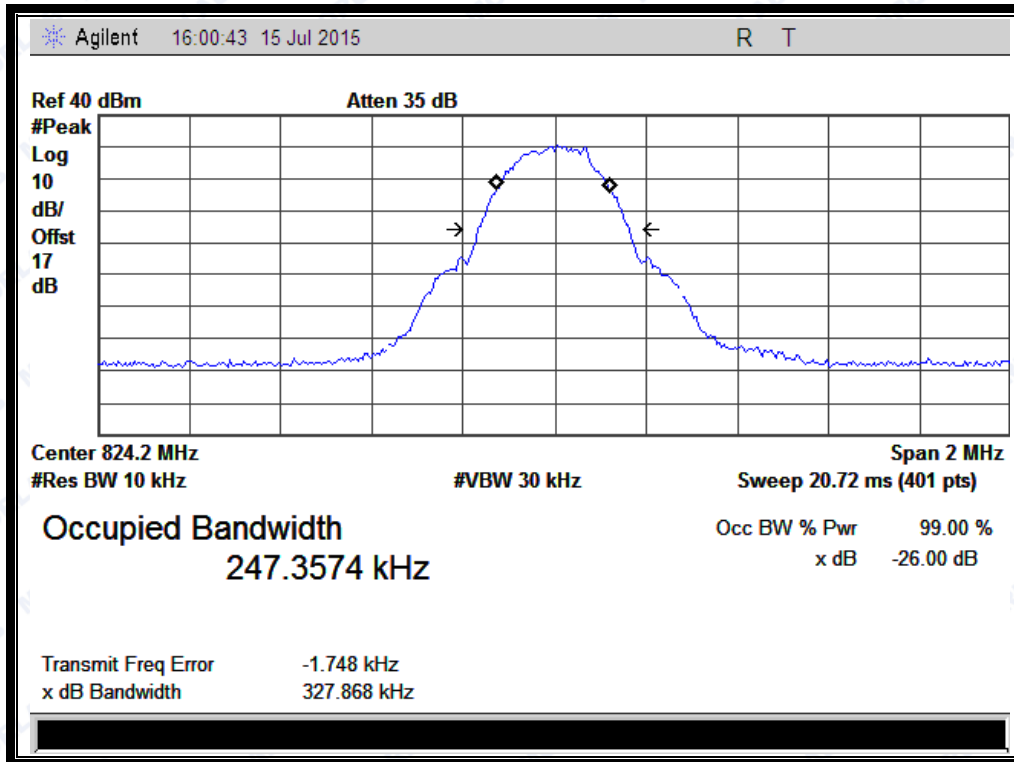 Agilent 16:00:43 15 Jul 2015 R T
Ref 40 dBm Atten 35 dB
#Peak
Log
10
dB/
Offst
17
dB
Center 824.2 MHz Span 2 MHz
#Res BW 10 kHz #VBW 30 kHz Sweep 20.72 ms (401 pts)
Occupied Bandwidth Occ BW % Pwr 99.00 %
247.3574 kHz x dB -26.00 dB
Transmit Freq Error -1.748 kHz
x dB Bandwidth 327.868 kHz